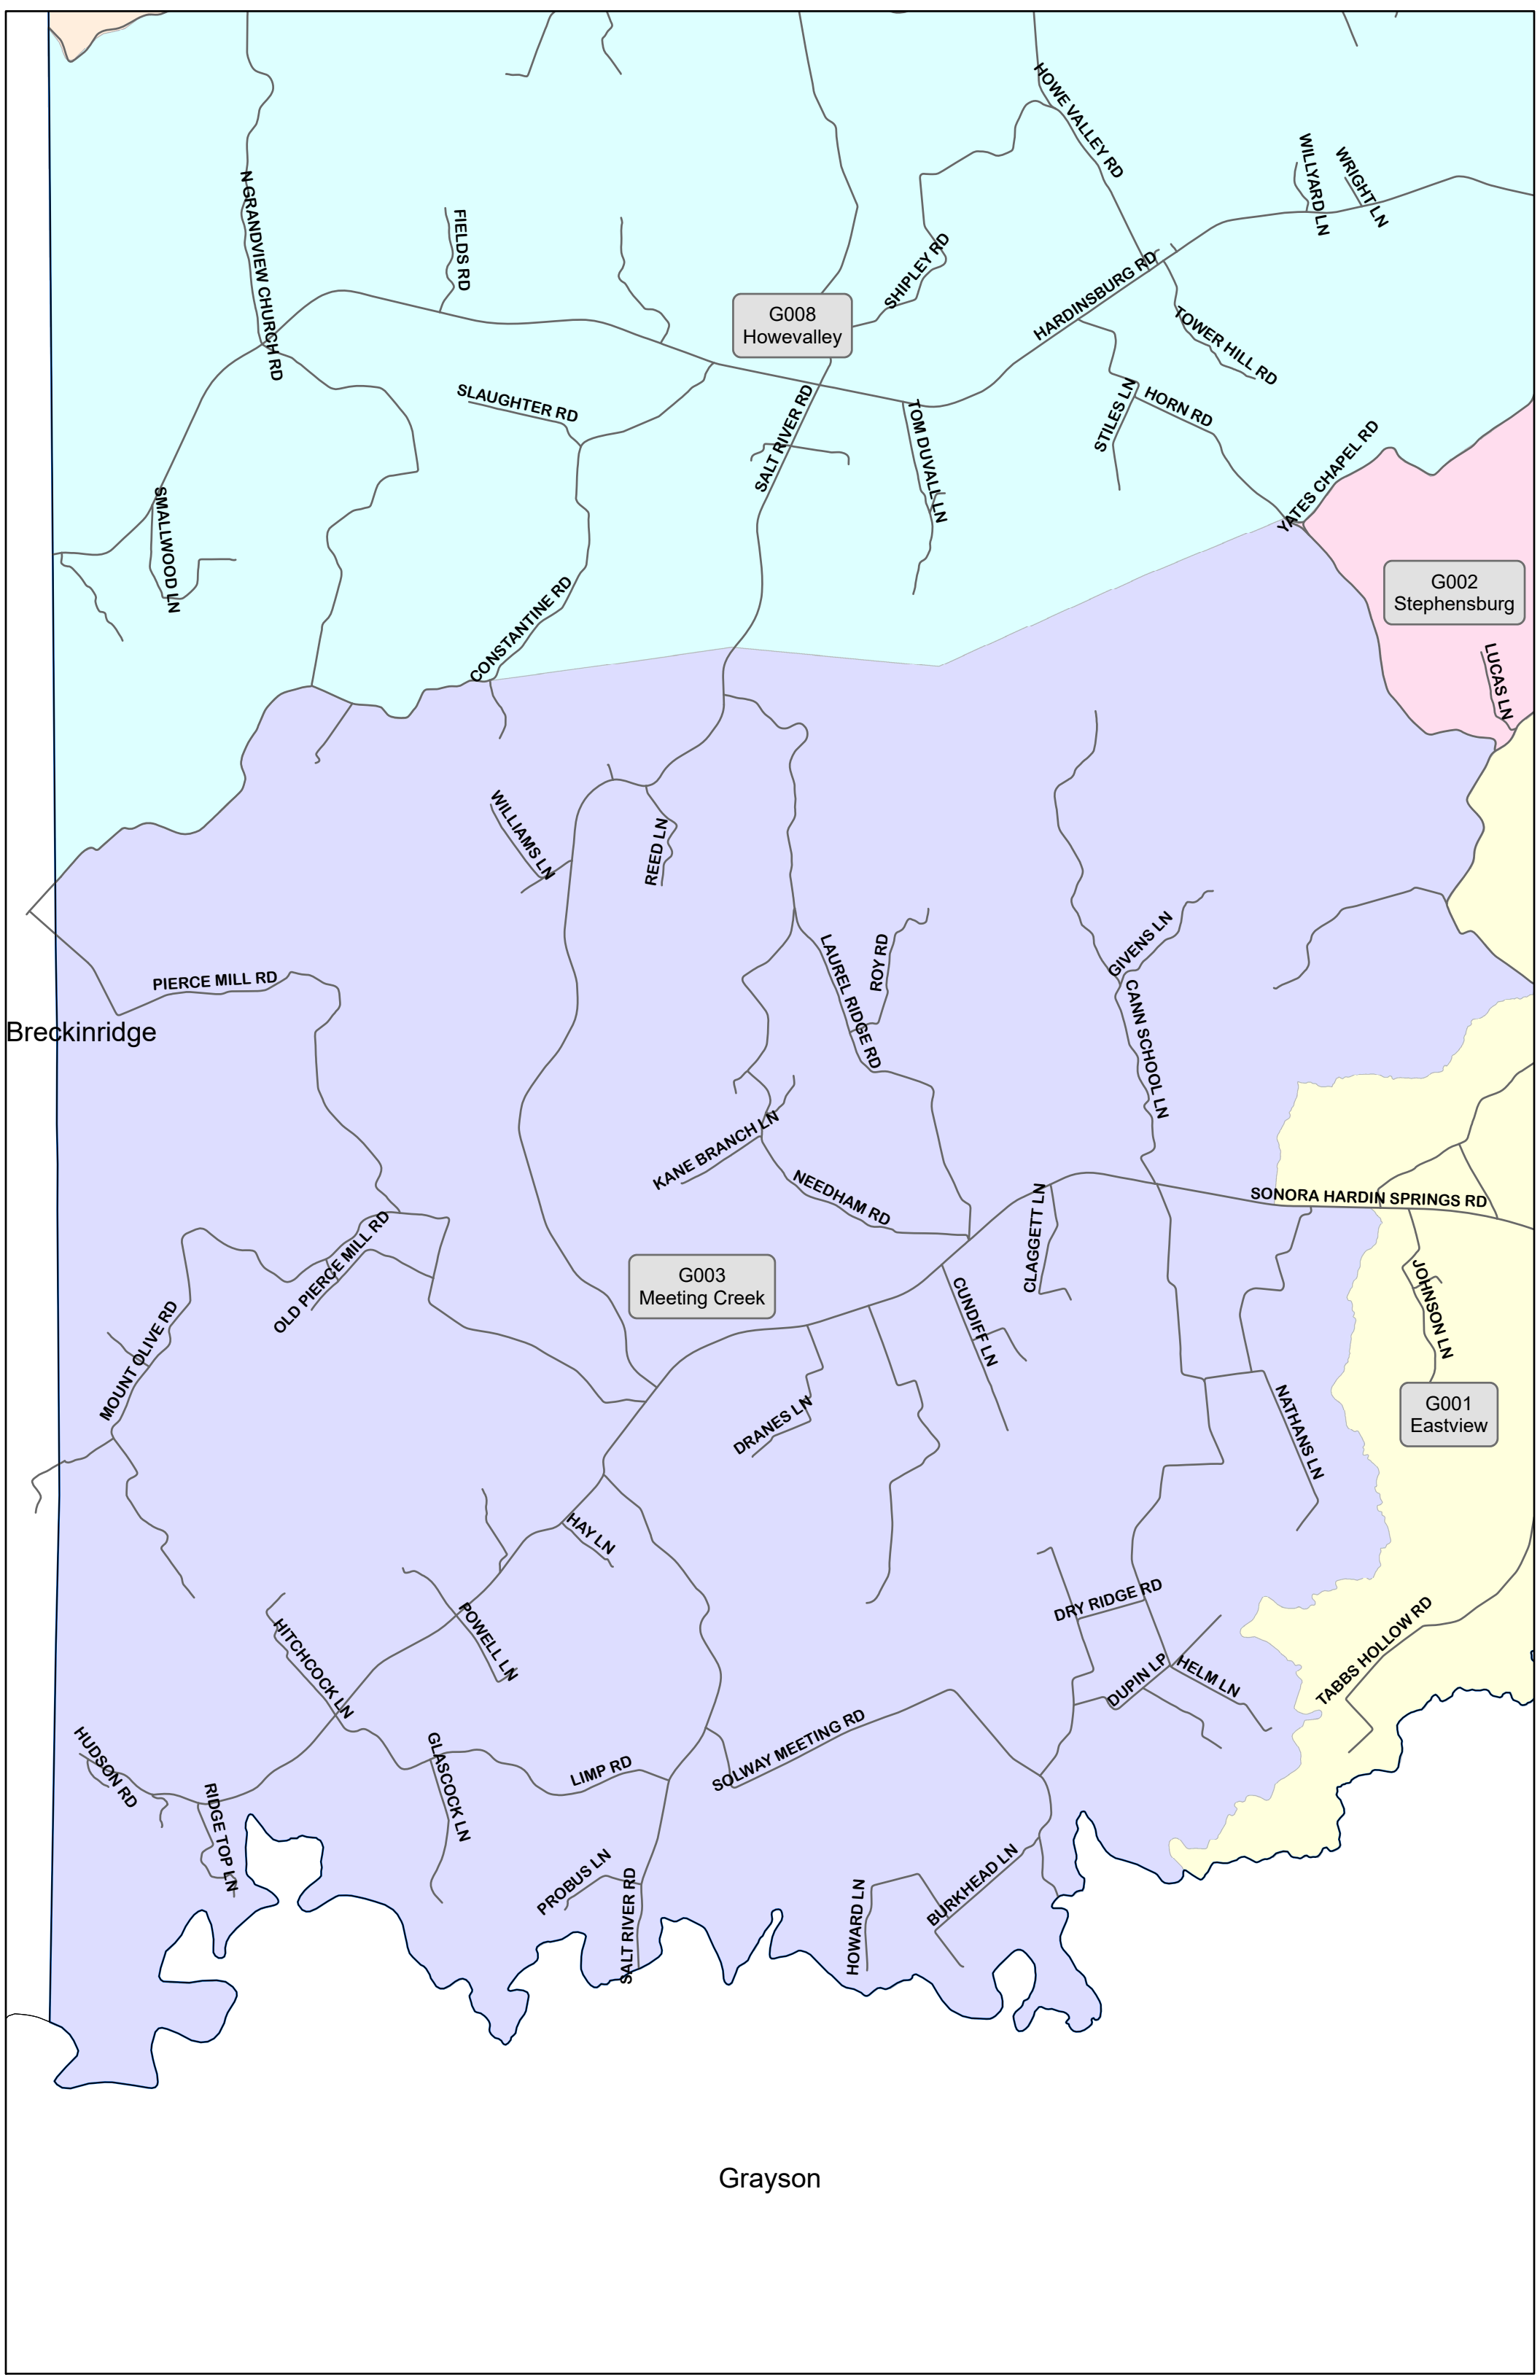 HOWE VALLEY RD
WILLYARD LN
WRIGHT LN
N GRANDVIEW CHURCH RD
FIELDS RD
SHIPLEY RD
HARDINSBURG RD
G008
Howevalley
TOWER HILL RD
SLAUGHTER RD
SALT RIVER RD
TOM DUVALL LN
STILES LN
HORN RD
YATES CHAPEL RD
SMALLWOOD LN
CONSTANTINE RD
G002
Stephensburg
LUCAS LN
WILLIAMS LN
REED LN
LAUREL RIDGE RD
ROY RD
GIVENS LN
PIERCE MILL RD
CANN SCHOOL LN
Breckinridge
KANE BRANCH LN
NEEDHAM RD
CLAGGETT LN
SONORA HARDIN SPRINGS RD
OLD PIERCE MILL RD
G003
Meeting Creek
MOUNT OLIVE RD
CUNDIFF LN
JOHNSON LN
DRANES LN
NATHANS LN
G001
Eastview
HAY LN
DRY RIDGE RD
POWELL LN
HITCHCOCK LN
TABBS HOLLOW RD
DUPIN LP
HELM LN
HUDSON RD
GLASCOCK LN
LIMP RD
SOLWAY MEETING RD
RIDGE TOP LN
PROBUS LN
SALT RIVER RD
HOWARD LN
BURKHEAD LN
Grayson